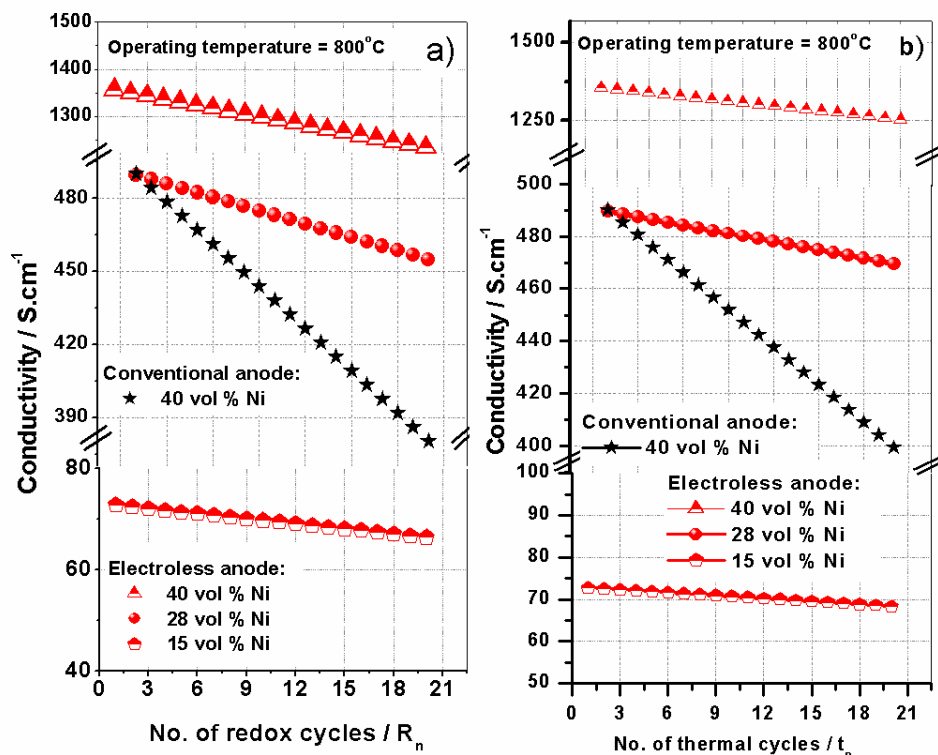 1500
1400
1300
480
450
420
390
80
60
40
Conductivity / S.cm⁻¹
Operating temperature = 800°C
a)
Conventional anode:
40 vol % Ni
Electroless anode:
40 vol % Ni
28 vol % Ni
15 vol % Ni
0 3 6 9 12 15 18 21
No. of redox cycles / Rₙ
1500
1250
500
480
460
440
420
400
100
90
80
70
60
50
Conductivity / S.cm⁻¹
Operating temperature = 800°C
b)
Conventional anode:
40 vol % Ni
Electroless anode:
40 vol % Ni
28 vol % Ni
15 vol % Ni
0 3 6 9 12 15 18 21
No. of thermal cycles / tₙ